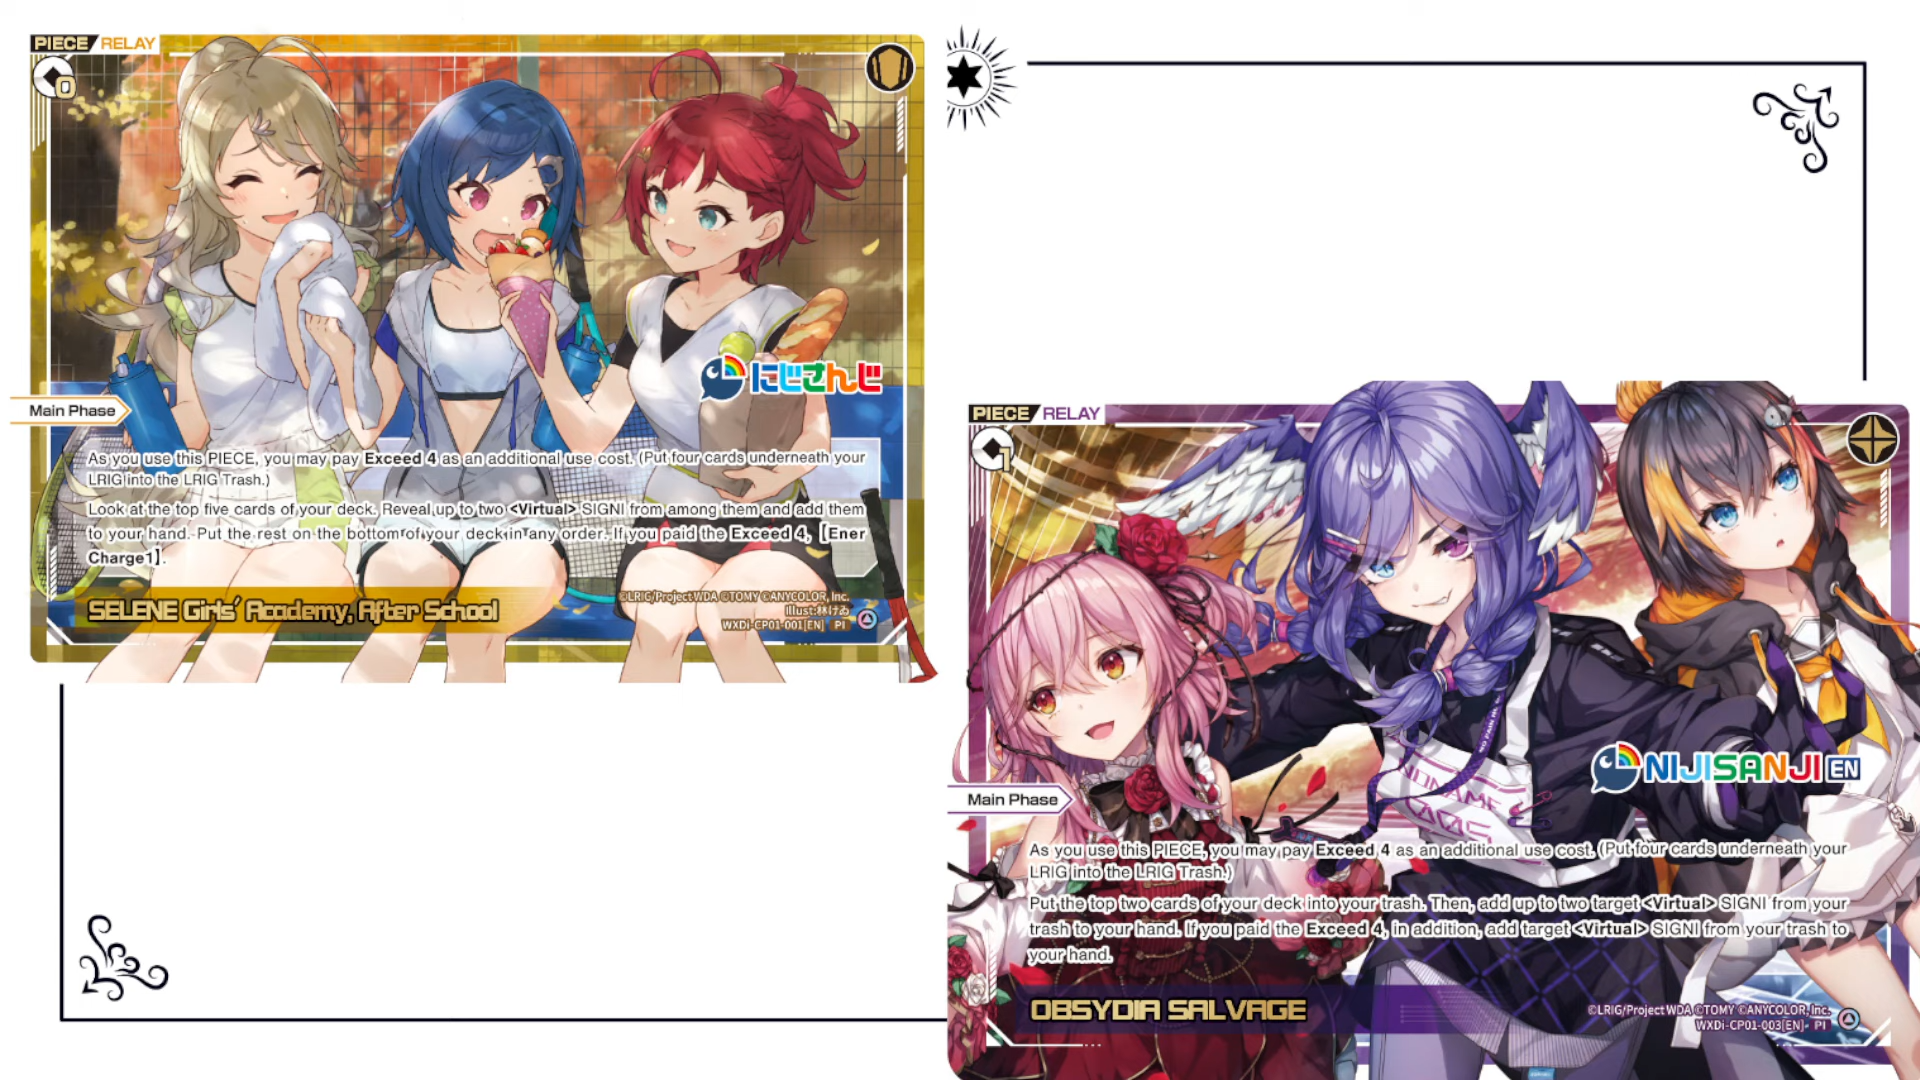 PIECE RELAY
0
にじさんじ
Main Phase
As you use this PIECE, you may pay Exceed 4 as an additional use cost. (Put four cards underneath your
LRIG into the LRIG Trash.)
Look at the top five cards of your deck. Reveal up to two <Virtual> SIGNI from among them and add them
to your hand. Put the rest on the bottom of your deck in any order. If you paid the Exceed 4, 【Ener
Charge1】.
SELENE Girls' Academy, After School
©LRIG/Project WDA ©TOMY ©ANYCOLOR, Inc.
Illust:林けゐ
WXDi-CP01-001[EN] PI
PIECE RELAY
1
NIJISANJI EN
Main Phase
As you use this PIECE, you may pay Exceed 4 as an additional use cost. (Put four cards underneath your
LRIG into the LRIG Trash.)
Put the top two cards of your deck into your trash. Then, add up to two target <Virtual> SIGNI from your
trash to your hand. If you paid the Exceed 4, in addition, add target <Virtual> SIGNI from your trash to
your hand.
OBSYDIA SALVAGE
©LRIG/Project WDA ©TOMY ©ANYCOLOR, Inc.
WXDi-CP01-003[EN] PI